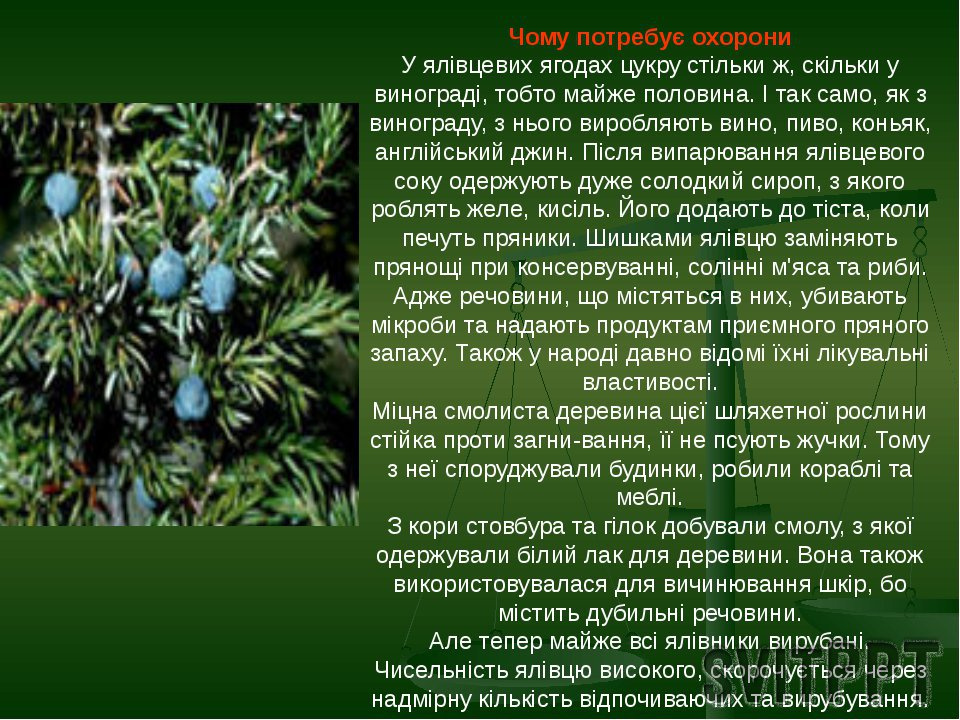 Чому потребує охорони
У ялівцевих ягодах цукру стільки ж, скільки у
винограді, тобто майже половина. І так само, як з
винограду, з нього виробляють вино, пиво, коньяк,
англійський джин. Після випарювання ялівцевого
соку одержують дуже солодкий сироп, з якого
роблять желе, кисіль. Його додають до тіста, коли
печуть пряники. Шишками ялівцю заміняють
прянощі при консервуванні, солінні м'яса та риби.
Адже речовини, що містяться в них, убивають
мікроби та надають продуктам приємного пряного
запаху. Також у народі давно відомі їхні лікувальні
властивості.
Міцна смолиста деревина цієї шляхетної рослини
стійка проти загни-вання, її не псують жучки. Тому
з неї споруджували будинки, робили кораблі та
меблі.
З кори стовбура та гілок добували смолу, з якої
одержували білий лак для деревини. Вона також
використовувалася для вичинювання шкір, бо
містить дубильні речовини.
Але тепер майже всі ялівники вирубані.
Чисельність ялівцю високого, скорочується через
надмірну кількість відпочиваючих та вирубування.
SVITPPT